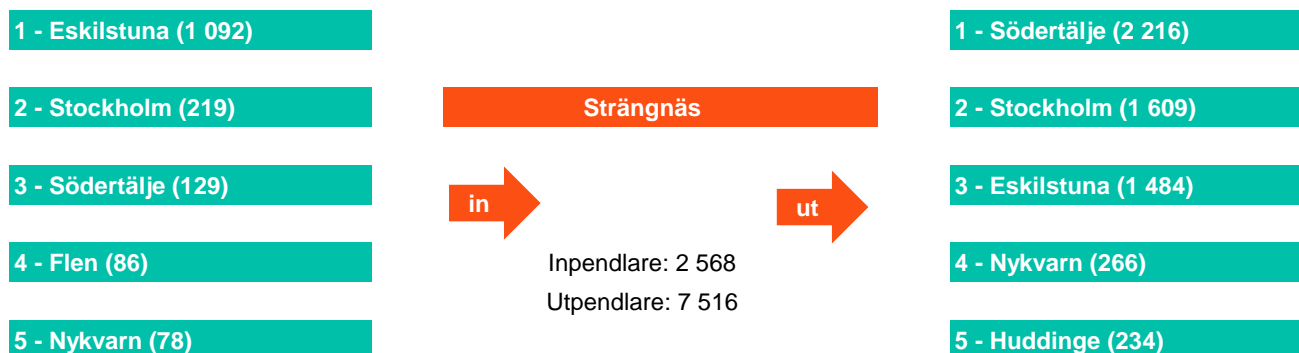 1 - Eskilstuna (1 092)
2 - Stockholm (219)
3 - Södertälje (129)
4 - Flen (86)
5 - Nykvarn (78)
Strängnäs
in
ut
Inpendlare: 2 568
Utpendlare: 7 516
1 - Södertälje (2 216)
2 - Stockholm (1 609)
3 - Eskilstuna (1 484)
4 - Nykvarn (266)
5 - Huddinge (234)